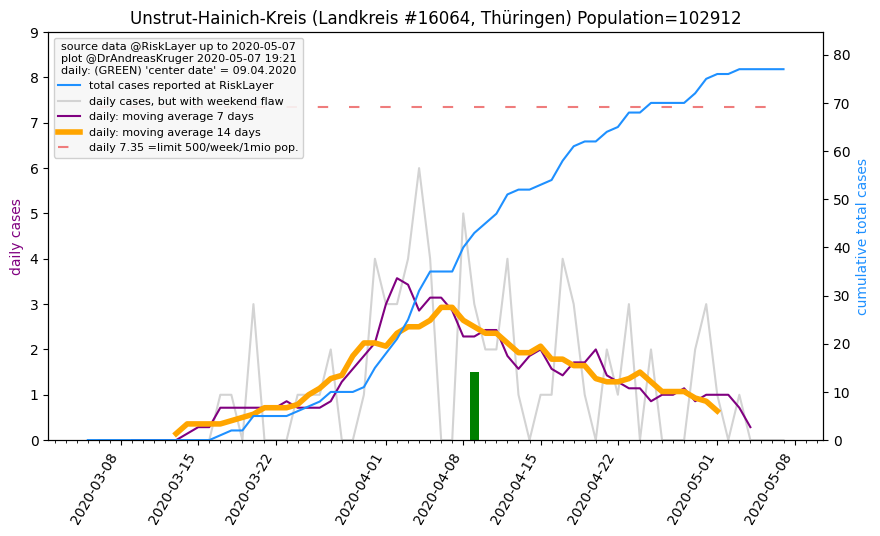 Unstrut-Hainich-Kreis (Landkreis #16064, Thüringen) Population=102912
source data @RiskLayer up to 2020-05-07
plot @DrAndreasKruger 2020-05-07 19:21
daily: (GREEN) 'center date' = 09.04.2020
total cases reported at RiskLayer
daily cases, but with weekend flaw
daily: moving average 7 days
daily: moving average 14 days
daily 7.35 =limit 500/week/1mio pop.
daily cases
9
8
7
6
5
4
3
2
1
0
cumulative total cases
80
70
60
50
40
30
20
10
0
2020-03-08
2020-03-15
2020-03-22
2020-04-01
2020-04-08
2020-04-15
2020-04-22
2020-05-01
2020-05-08